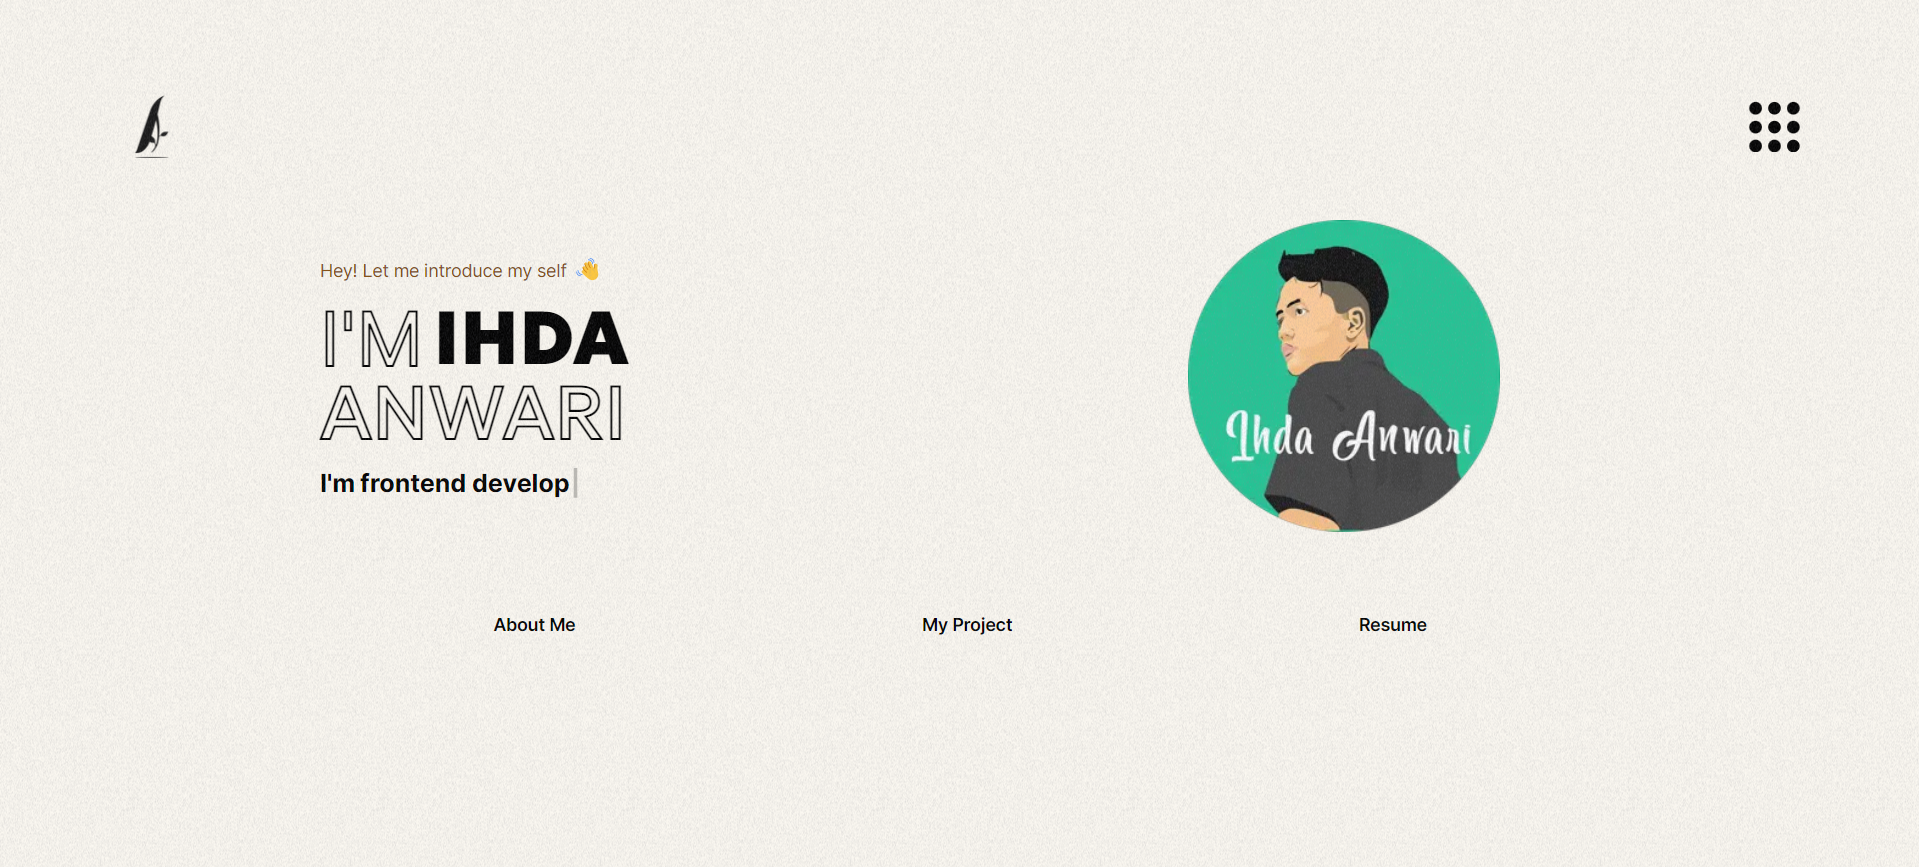 Hey! Let me introduce my self 👋
I'M IHDA
ANWARI
I'm frontend develop
Ihda Anwari
About Me
My Project
Resume